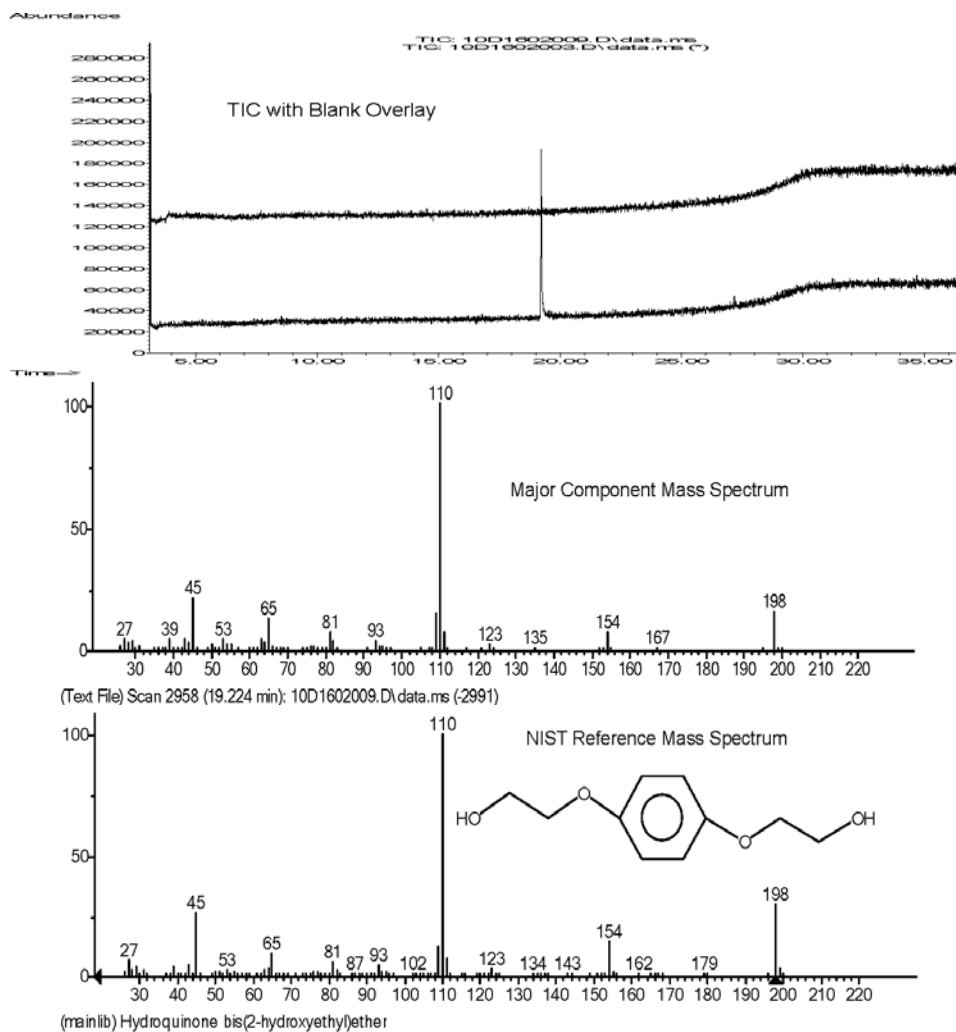 Abundance
TIC: 10D1602009.D\data.ms
TIC: 10D1602003.D\data.ms (*)
280000
260000
240000
TIC with Blank Overlay
220000
200000
180000
160000
140000
120000
100000
80000
60000
40000
20000
0
5.00 10.00 15.00 20.00 25.00 30.00 35.00
Time-->
110
100
Major Component Mass Spectrum
50
45 65 198
27 39 53 81 93 123 135 154 167
0
30 40 50 60 70 80 90 100 110 120 130 140 150 160 170 180 190 200 210 220
(Text File) Scan 2958 (19.224 min): 10D1602009.D\data.ms (-2991)
110
100
NIST Reference Mass Spectrum
O
HO OH
O
50
45 198
27 53 65 81 87 93 102 123 134 143 154 162 179
0
30 40 50 60 70 80 90 100 110 120 130 140 150 160 170 180 190 200 210 220
(mainlib) Hydroquinone bis(2-hydroxyethyl)ether